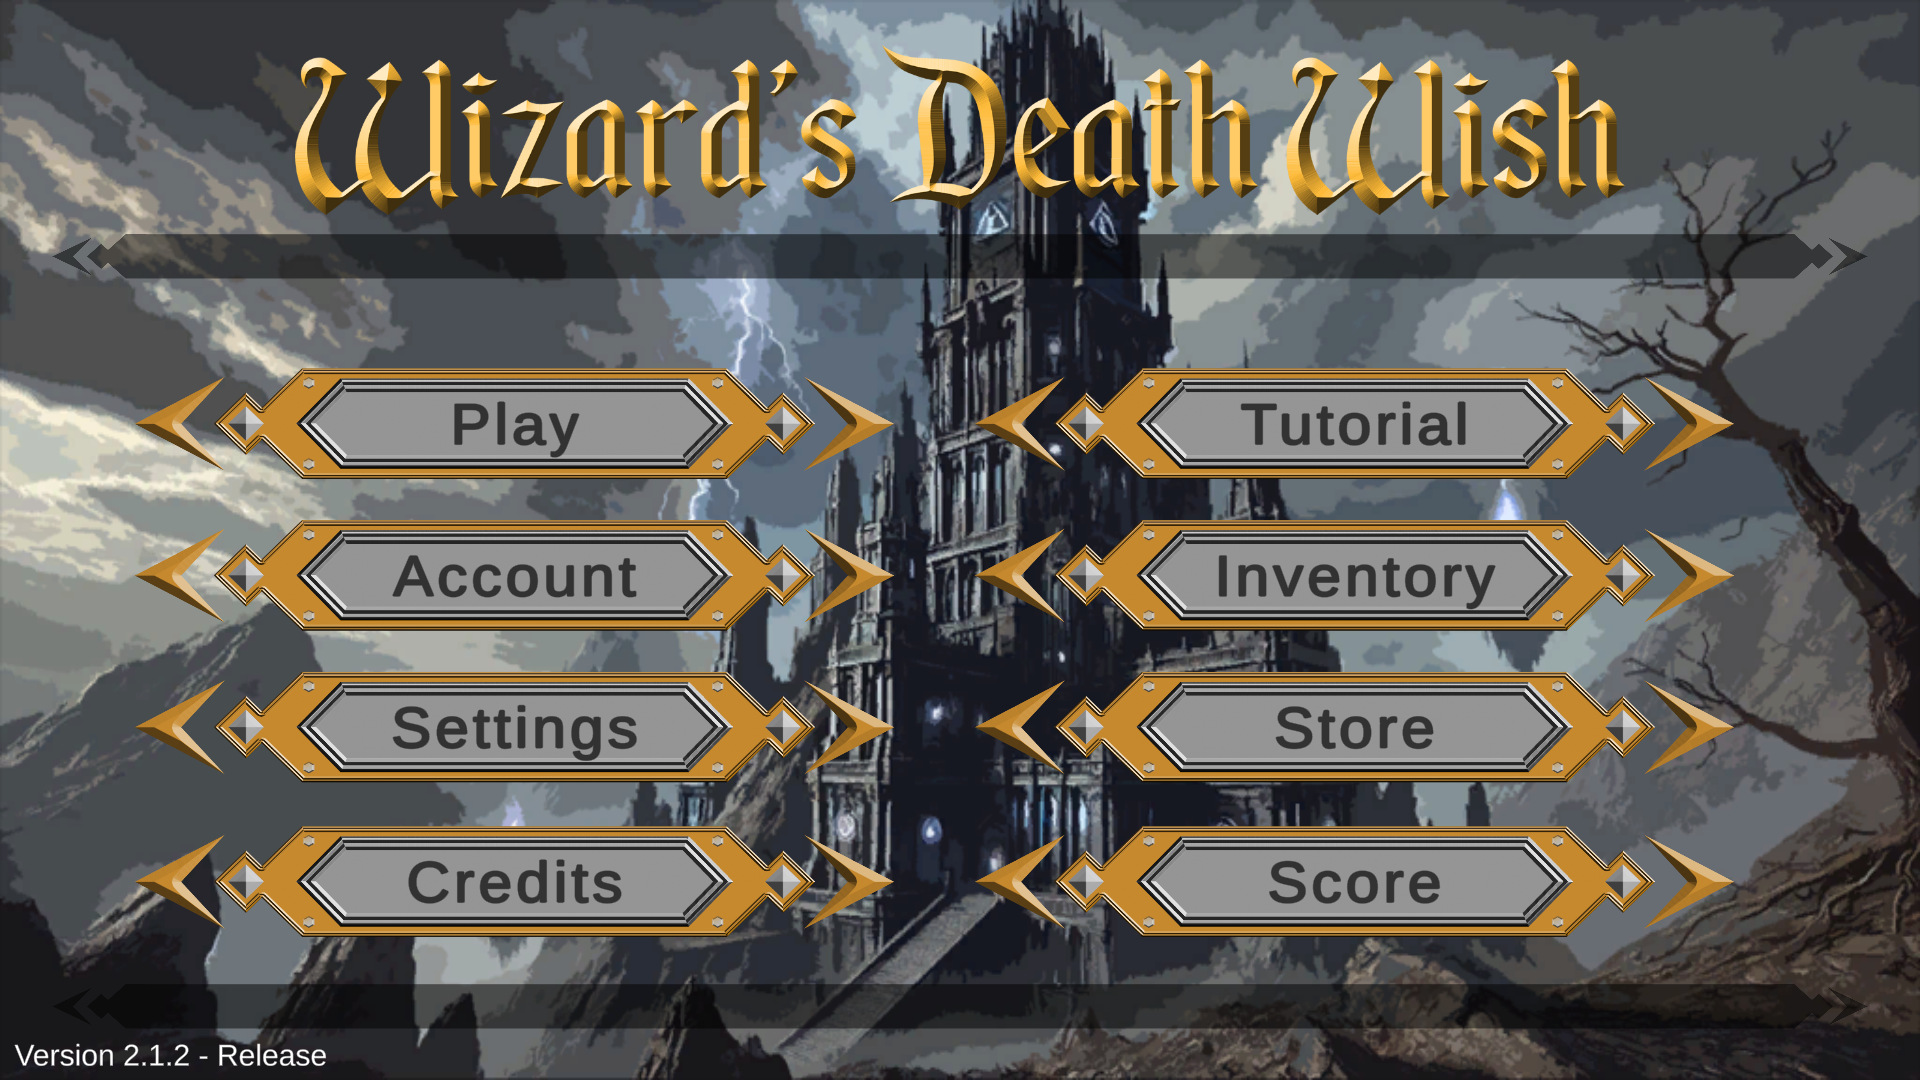 Wizard's Death Wish
Play
Tutorial
Account
Inventory
Settings
Store
Credits
Score
Version 2.1.2 - Release